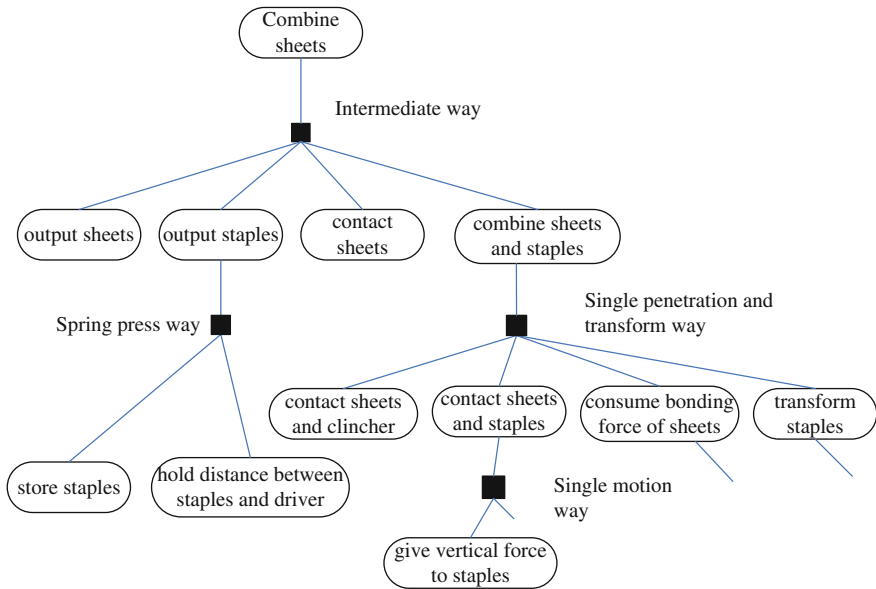 Combine
sheets
Intermediate way
output sheets
output staples
contact
sheets
combine sheets
and staples
Spring press way
Single penetration and
transform way
contact sheets
and clincher
contact sheets
and staples
consume bonding
force of sheets
transform
staples
store staples
hold distance between
staples and driver
Single motion
way
give vertical force
to staples